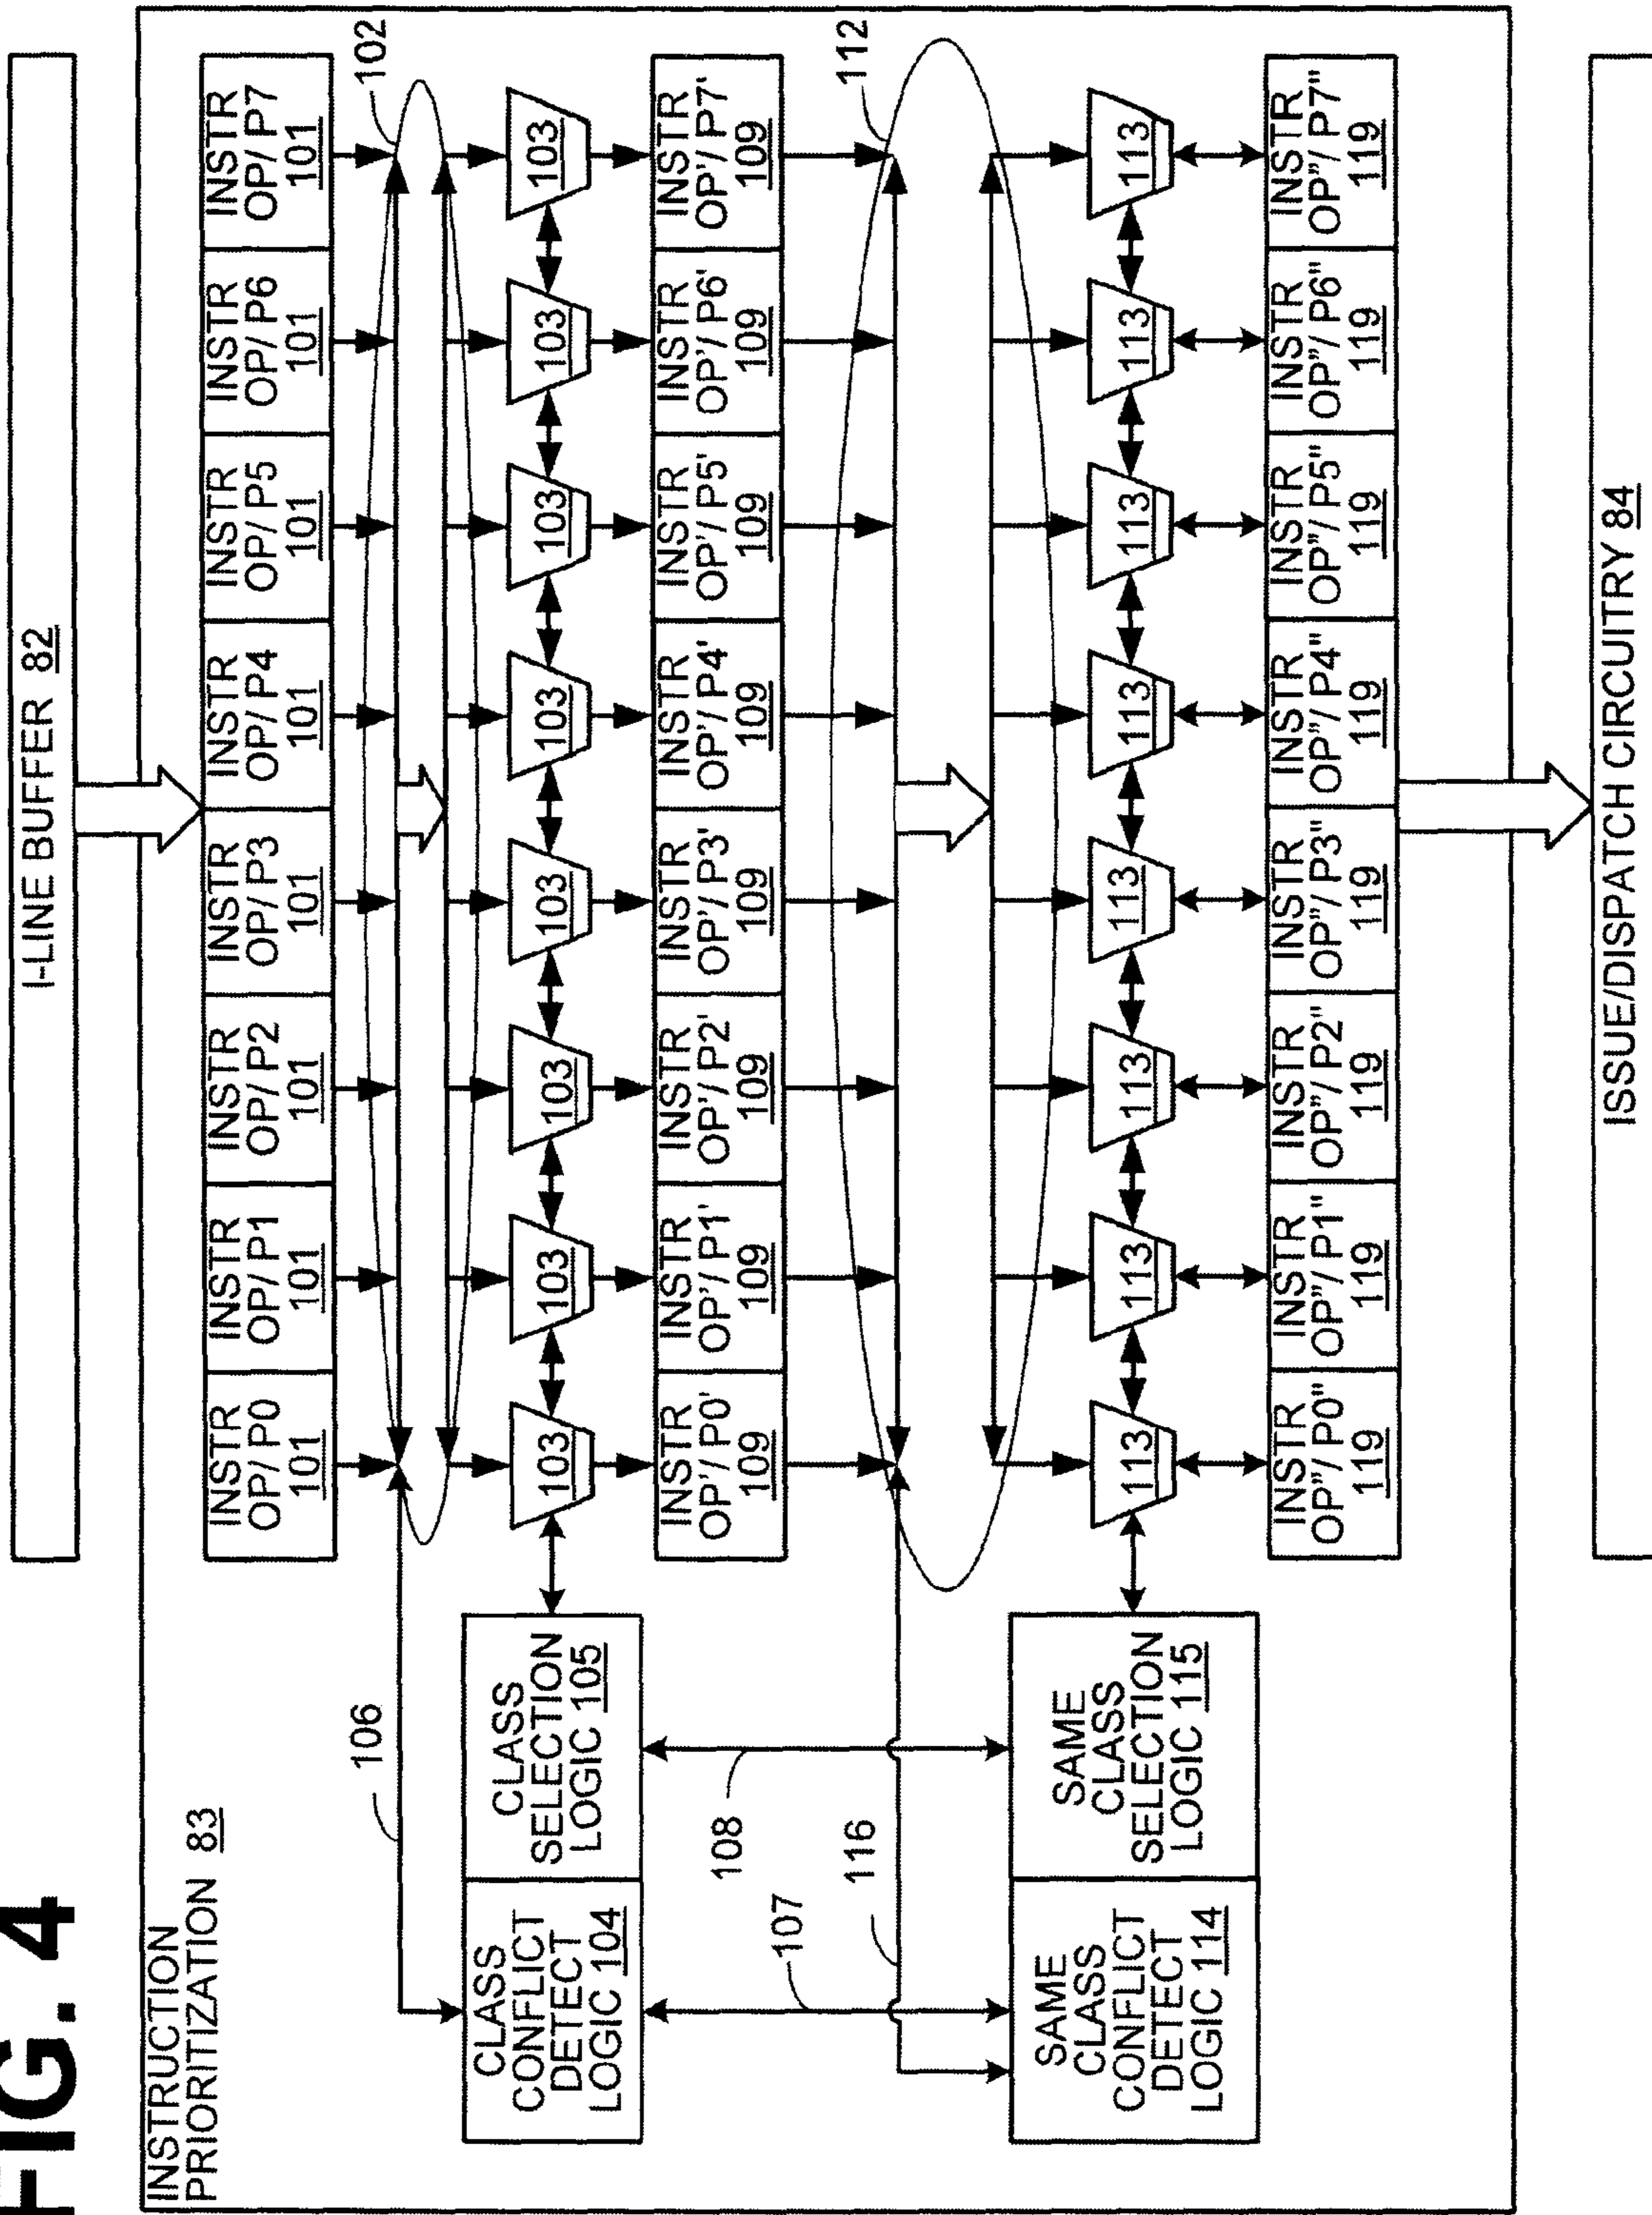 FIG. 4
I-LINE BUFFER 82
INSTRUCTION
PRIORITIZATION 83
INSTR
OP/P0
101
INSTR
OP/P1
101
INSTR
OP/P2
101
INSTR
OP/P3
101
INSTR
OP/P4
101
INSTR
OP/P5
101
INSTR
OP/P6
101
INSTR
OP/P7
101
102
106
CLASS
CONFLICT
DETECT
LOGIC 104
CLASS
SELECTION
LOGIC 105
103
103
103
103
103
103
103
103
INSTR
OP'/P0'
109
INSTR
OP'/P1'
109
INSTR
OP'/P2'
109
INSTR
OP'/P3'
109
INSTR
OP'/P4'
109
INSTR
OP'/P5'
109
INSTR
OP'/P6'
109
INSTR
OP'/P7'
109
107
108
116
112
SAME
CLASS
CONFLICT
DETECT
LOGIC 114
SAME
CLASS
SELECTION
LOGIC 115
113
113
113
113
113
113
113
113
INSTR
OP"/P0"
119
INSTR
OP"/P1"
119
INSTR
OP"/P2"
119
INSTR
OP"/P3"
119
INSTR
OP"/P4"
119
INSTR
OP"/P5"
119
INSTR
OP"/P6"
119
INSTR
OP"/P7"
119
ISSUE/DISPATCH CIRCUITRY 84